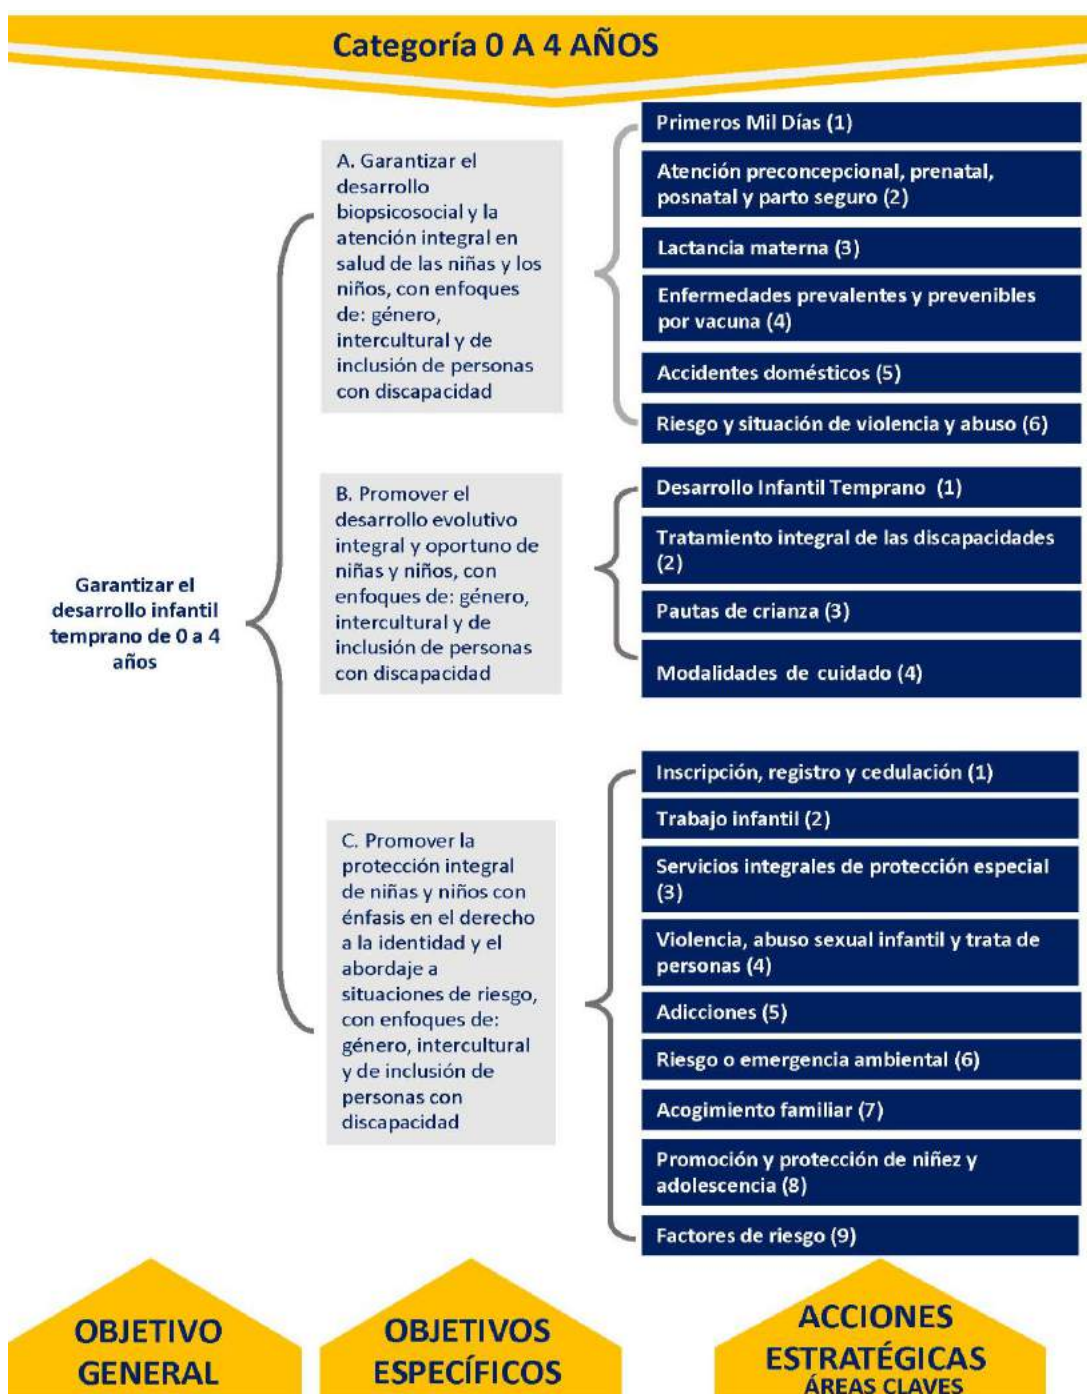 Categoría 0 A 4 AÑOS
Garantizar el
desarrollo infantil
temprano de 0 a 4
años
A. Garantizar el
desarrollo
biopsicosocial y la
atención integral en
salud de las niñas y los
niños, con enfoques
de: género,
intercultural y de
inclusión de personas
con discapacidad
Primeros Mil Días (1)
Atención preconcepcional, prenatal,
posnatal y parto seguro (2)
Lactancia materna (3)
Enfermedades prevalentes y prevenibles
por vacuna (4)
Accidentes domésticos (5)
Riesgo y situación de violencia y abuso (6)
B. Promover el
desarrollo evolutivo
integral y oportuno de
niñas y niños, con
enfoques de: género,
intercultural y de
inclusión de personas
con discapacidad
Desarrollo Infantil Temprano (1)
Tratamiento integral de las discapacidades
(2)
Pautas de crianza (3)
Modalidades de cuidado (4)
C. Promover la
protección integral
de niñas y niños con
énfasis en el derecho
a la identidad y el
abordaje a
situaciones de riesgo,
con enfoques de:
género, intercultural
y de inclusión de
personas con
discapacidad
Inscripción, registro y cedulación (1)
Trabajo infantil (2)
Servicios integrales de protección especial
(3)
Violencia, abuso sexual infantil y trata de
personas (4)
Adicciones (5)
Riesgo o emergencia ambiental (6)
Acogimiento familiar (7)
Promoción y protección de niñez y
adolescencia (8)
Factores de riesgo (9)
OBJETIVO
GENERAL
OBJETIVOS
ESPECÍFICOS
ACCIONES
ESTRATÉGICAS
ÁREAS CLAVES